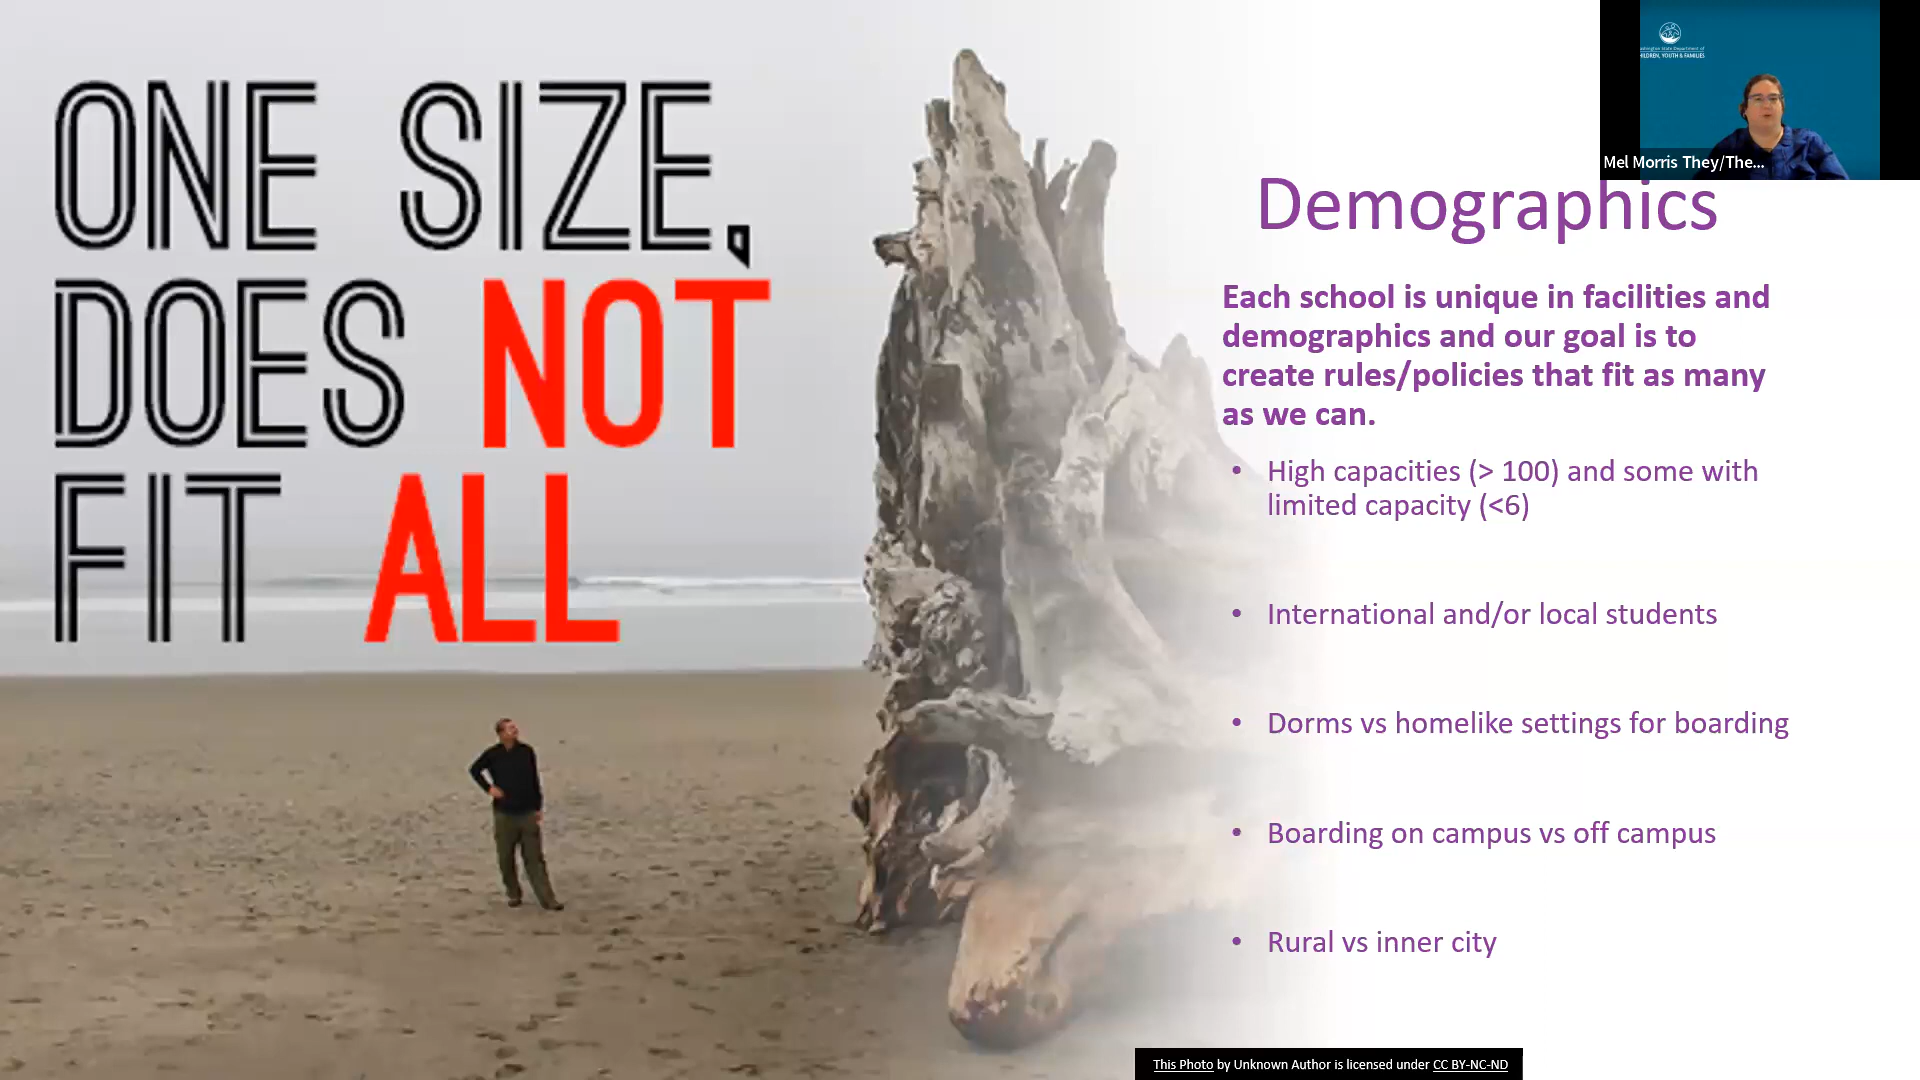 ONE SIZE,
DOES NOT
FIT ALL
CHILDREN, YOUTH & FAMILIES
Mel Morris They/The...
Demographics
Each school is unique in facilities and
demographics and our goal is to
create rules/policies that fit as many
as we can.
• High capacities (> 100) and some with
limited capacity (<6)
• International and/or local students
• Dorms vs homelike settings for boarding
• Boarding on campus vs off campus
• Rural vs inner city
This Photo by Unknown Author is licensed under CC BY-NC-ND